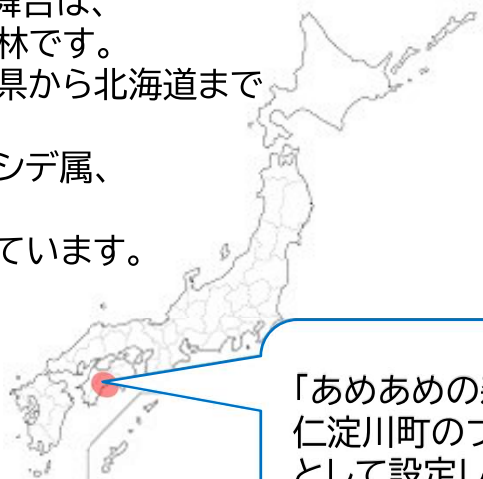 舞台は、
林です。
県から北海道まで
シデ属、
ています。
「あめあめの
仁淀川町のブ
として設定し